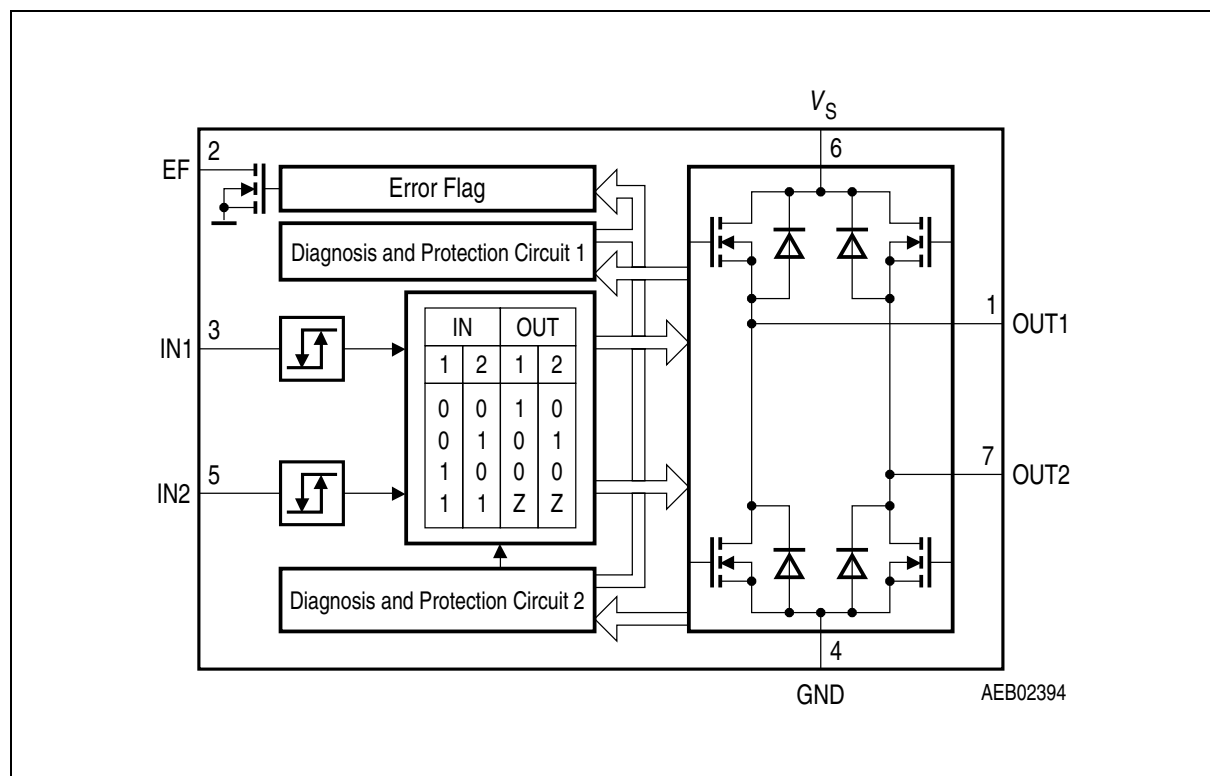 V_S
6
EF 2
Error Flag
Diagnosis and Protection Circuit 1
IN1 3
IN OUT
1 2 1 2
0 0 1 0
0 1 0 1
1 0 0 0
1 1 Z Z
1 OUT1
IN2 5
7 OUT2
Diagnosis and Protection Circuit 2
4
GND
AEB02394